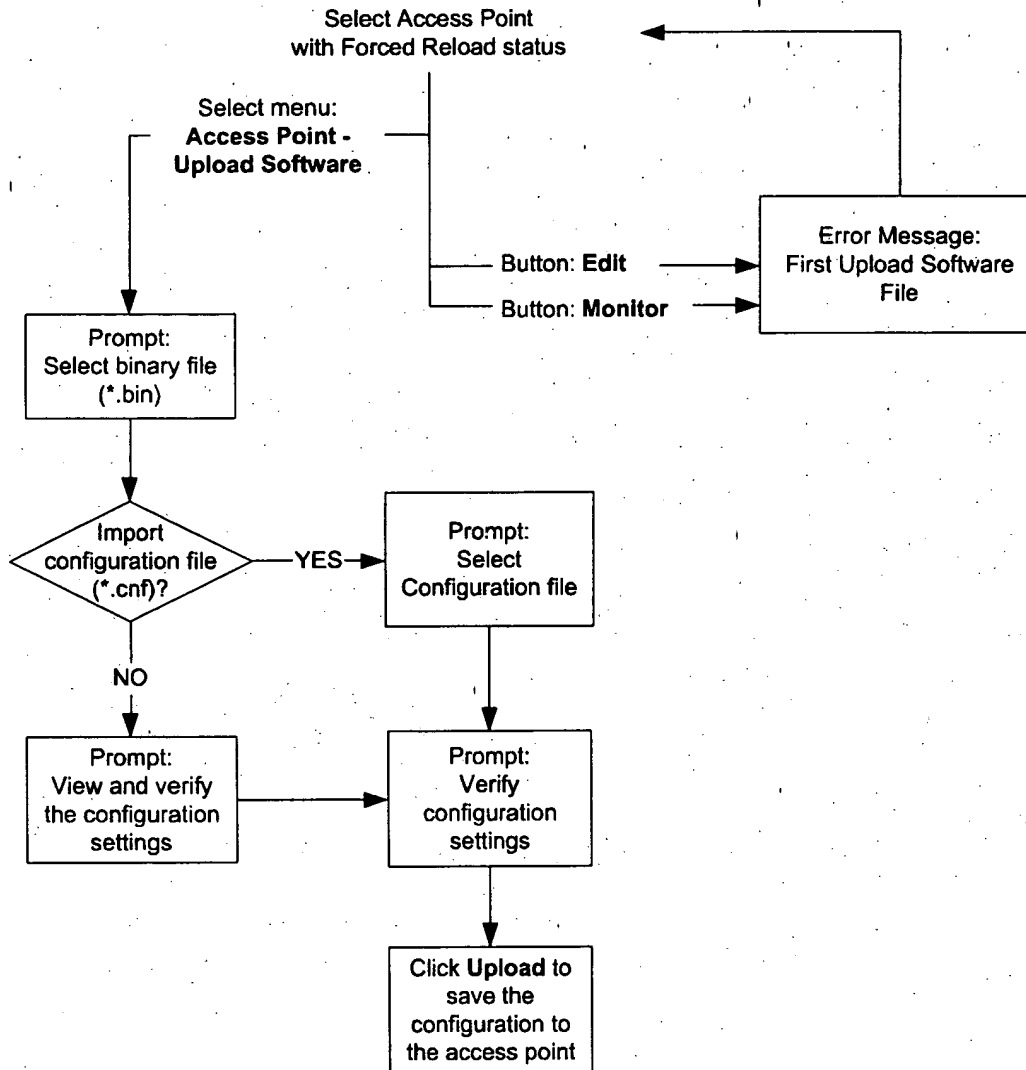 Select Access Point
with Forced Reload status
Select menu:
Access Point -
Upload Software
Error Message:
First Upload Software
File
Button: Edit
Button: Monitor
Prompt:
Select binary file
(*.bin)
Import
configuration file
(*.cnf)?
YES
Prompt:
Select
Configuration file
NO
Prompt:
View and verify
the configuration
settings
Prompt:
Verify
configuration
settings
Click Upload to
save the
configuration to
the access point